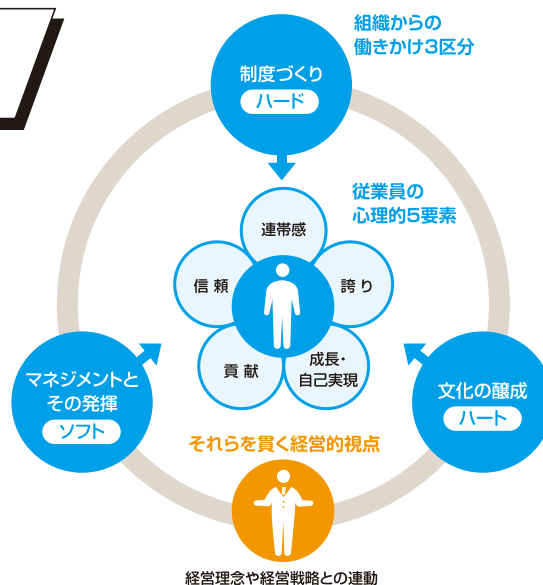 組織からの
働きかけ3区分
制度づくり
ハード
従業員の
心理的5要素
連帯感
信頼
誇り
貢献
成長・
自己実現
マネジメントと
その発揮
ソフト
文化の醸成
ハート
それらを貫く経営的視点
経営理念や経営戦略との連動